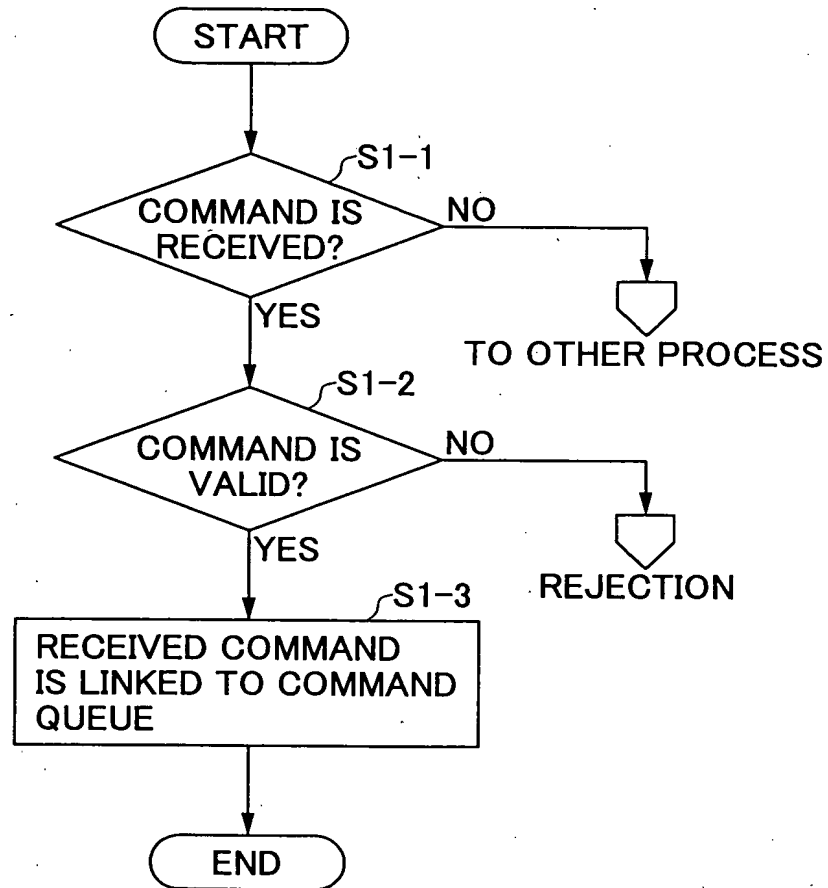 START
S1-1
COMMAND IS
RECEIVED?
NO
YES
TO OTHER PROCESS
S1-2
COMMAND IS
VALID?
NO
YES
REJECTION
S1-3
RECEIVED COMMAND
IS LINKED TO COMMAND
QUEUE
END